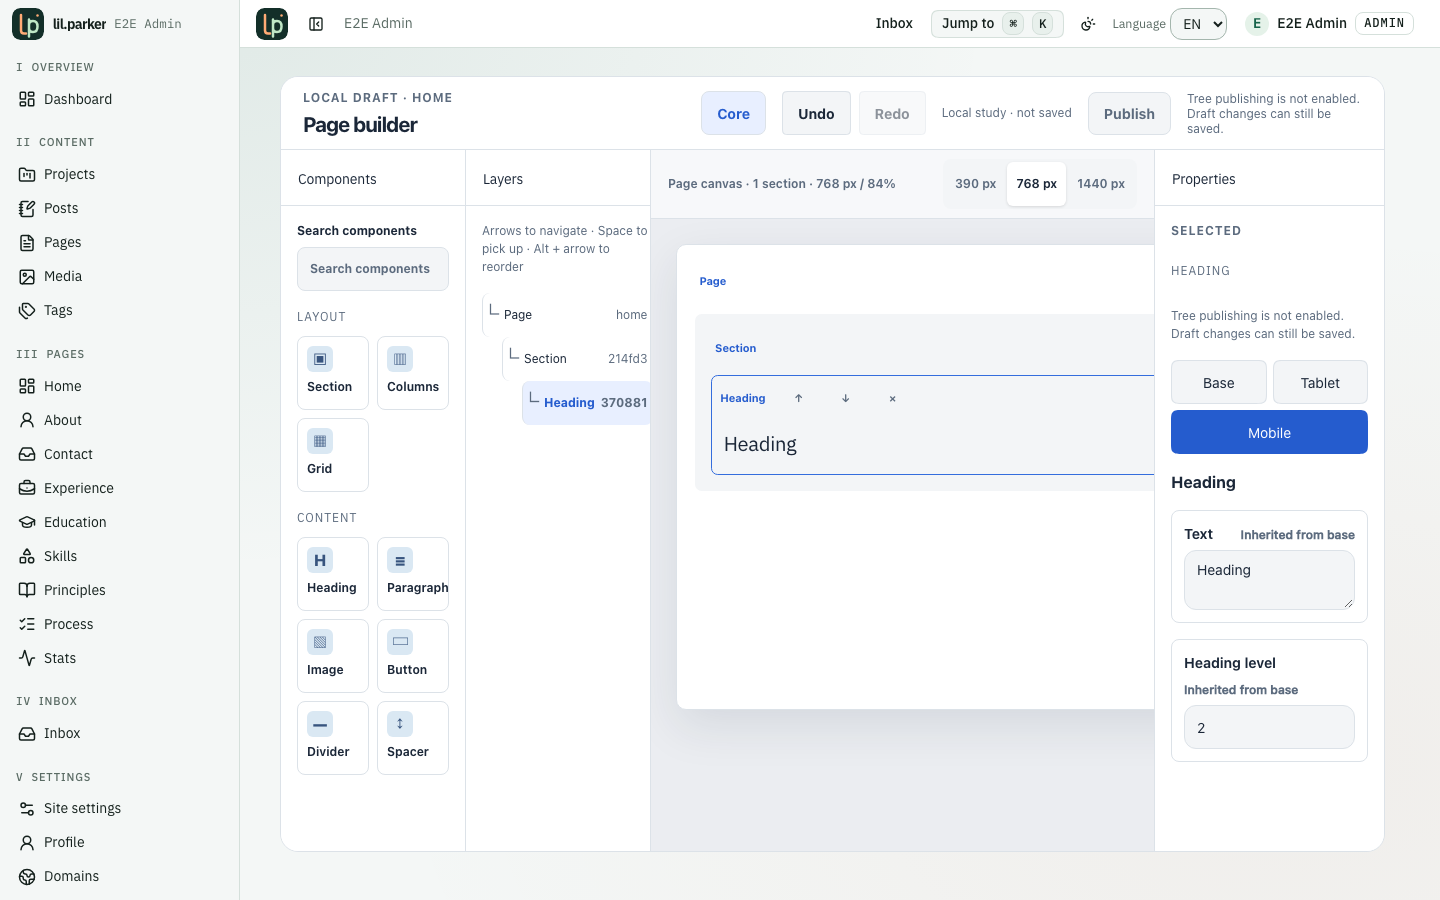 lp lil.parker E2E Admin
I OVERVIEW
Dashboard
II CONTENT
Projects
Posts
Pages
Media
Tags
III PAGES
Home
About
Contact
Experience
Education
Skills
Principles
Process
Stats
IV INBOX
Inbox
V SETTINGS
Site settings
Profile
Domains
lp E2E Admin
Inbox
Jump to ⌘ K
Language EN
E E2E Admin ADMIN
LOCAL DRAFT · HOME
Page builder
Core
Undo
Redo
Local study · not saved
Publish
Tree publishing is not enabled.
Draft changes can still be
saved.
Components
Search components
Search components
LAYOUT
Section
Columns
Grid
CONTENT
H
Heading
Paragraph
Image
Button
Divider
Spacer
Layers
Arrows to navigate · Space to
pick up · Alt + arrow to
reorder
Page home
Section 214fd3
Heading 370881
Page canvas · 1 section · 768 px / 84%
390 px
768 px
1440 px
Page
Section
Heading ↑ ↓ ×
Heading
Properties
SELECTED
HEADING
Tree publishing is not enabled.
Draft changes can still be saved.
Base
Tablet
Mobile
Heading
Text Inherited from base
Heading
Heading level
Inherited from base
2